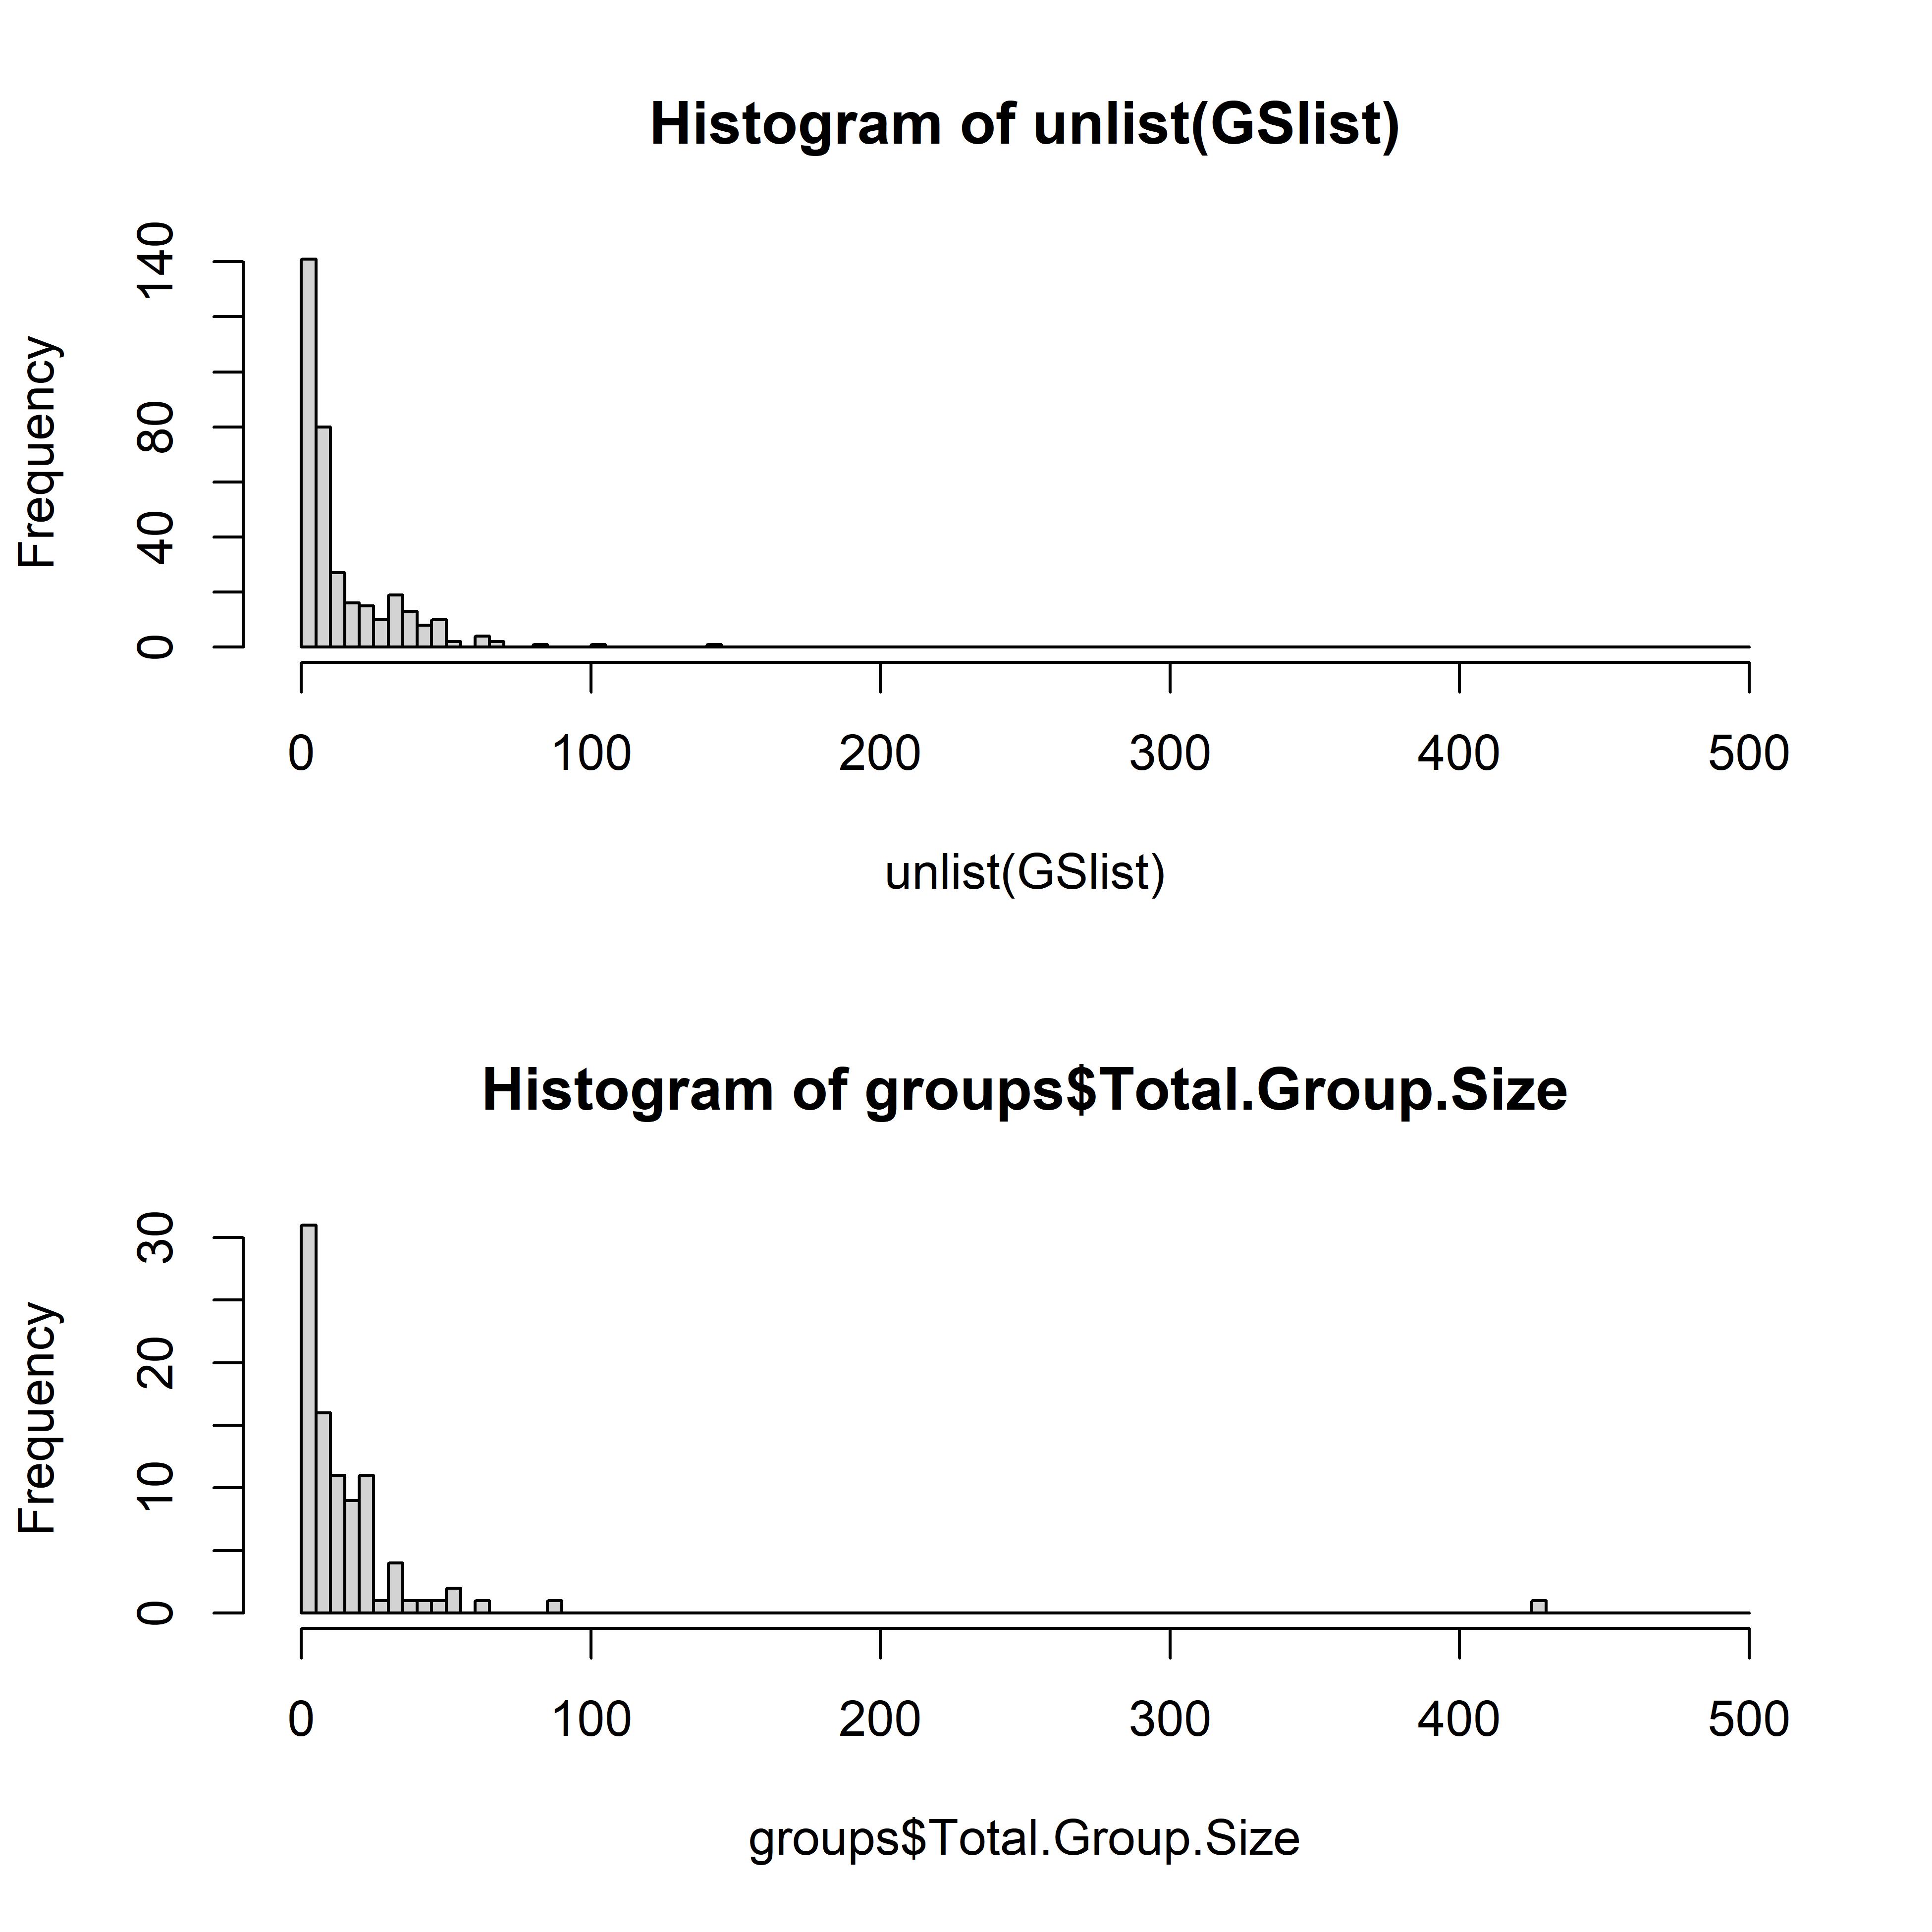 Histogram of unlist(GSlist)
Frequency
140
80
40
0
0 100 200 300 400 500
unlist(GSlist)
Histogram of groups$Total.Group.Size
Frequency
30
20
10
0
0 100 200 300 400 500
groups$Total.Group.Size